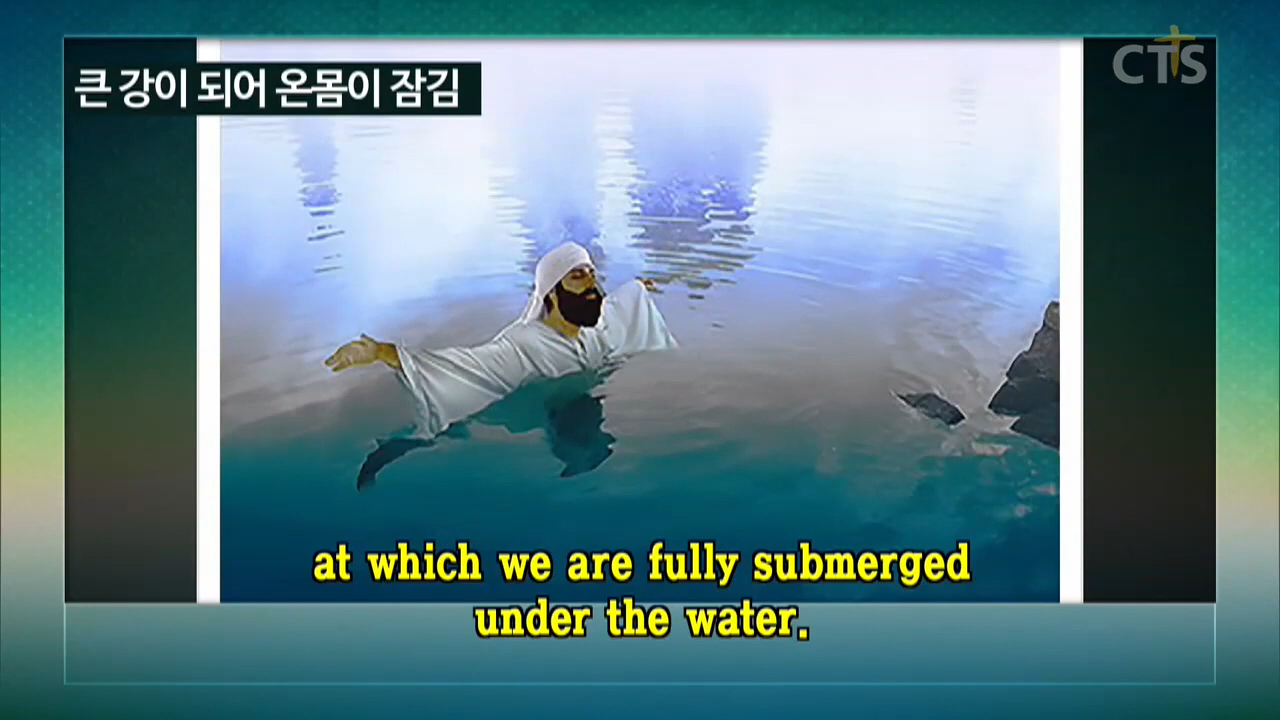 큰 강이 되어 온몸이 잠김
CTS
at which we are fully submerged
under the water.